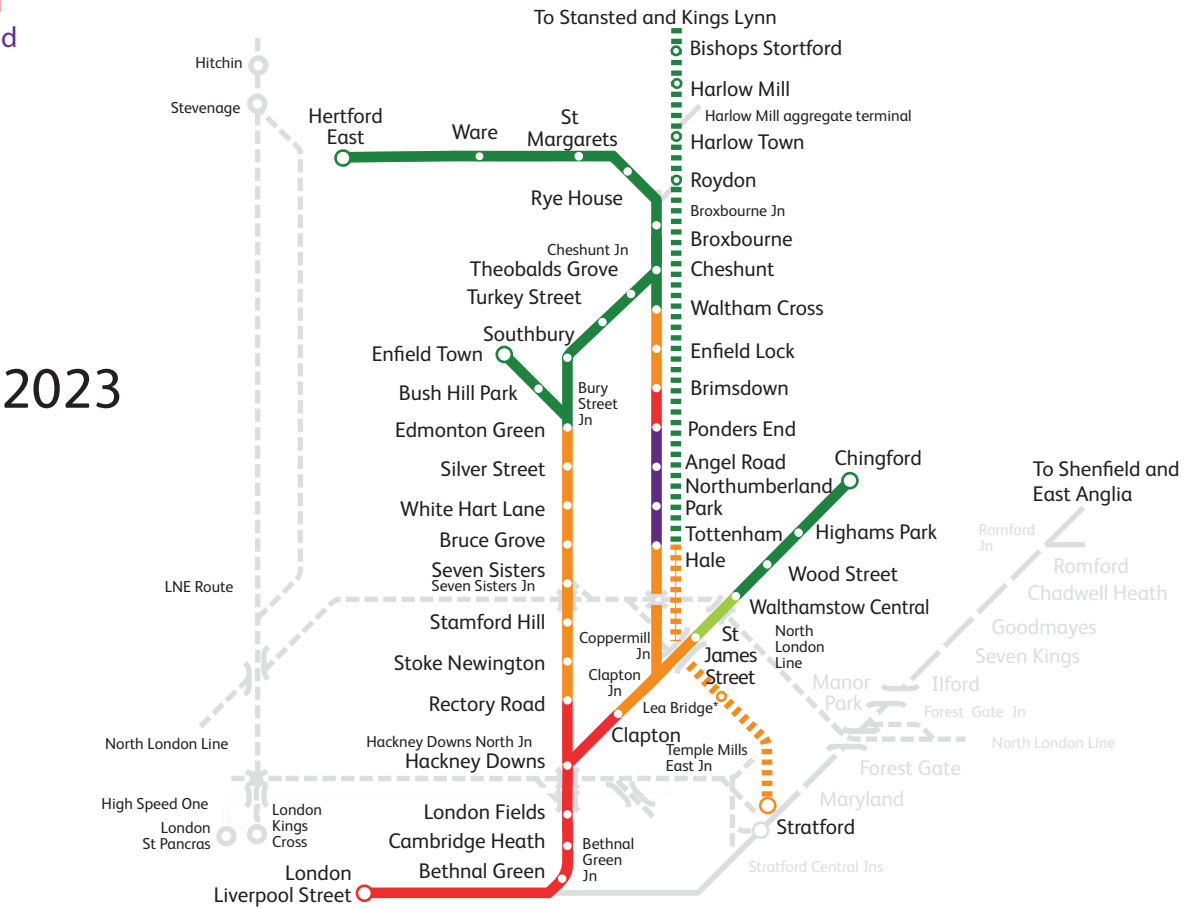 d
To Stansted and Kings Lynn
Bishops Stortford
Hitchin
Harlow Mill
Stevenage
Harlow Mill aggregate terminal
Hertford
East
Ware
St
Margarets
Harlow Town
Roydon
Rye House
Broxbourne Jn
Broxbourne
Cheshunt Jn
Theobalds Grove
Cheshunt
Turkey Street
Waltham Cross
Southbury
Enfield Town
Enfield Lock
2023
Bush Hill Park
Bury
Street
Jn
Brimsdown
Edmonton Green
Ponders End
Silver Street
Angel Road
Chingford
To Shenfield and
East Anglia
Northumberland
Park
White Hart Lane
Bruce Grove
Tottenham
Hale
Highams Park
Romford
Jn
Romford
Seven Sisters
Seven Sisters Jn
Wood Street
LNE Route
Chadwell Heath
Walthamstow Central
Stamford Hill
Coppermill
Jn
St
James
Street
North
London
Line
Goodmayes
Seven Kings
Stoke Newington
Clapton
Jn
Manor
Park
Ilford
Rectory Road
Lea Bridge*
Forest Gate Jn
North London Line
Hackney Downs North Jn
Clapton
North London Line
Hackney Downs
Temple Mills
East Jn
Forest Gate
High Speed One
London
St Pancras
London
Kings
Cross
London Fields
Maryland
Stratford
Cambridge Heath
Bethnal
Green
Jn
Bethnal Green
Stratford Central Jns
London
Liverpool Street